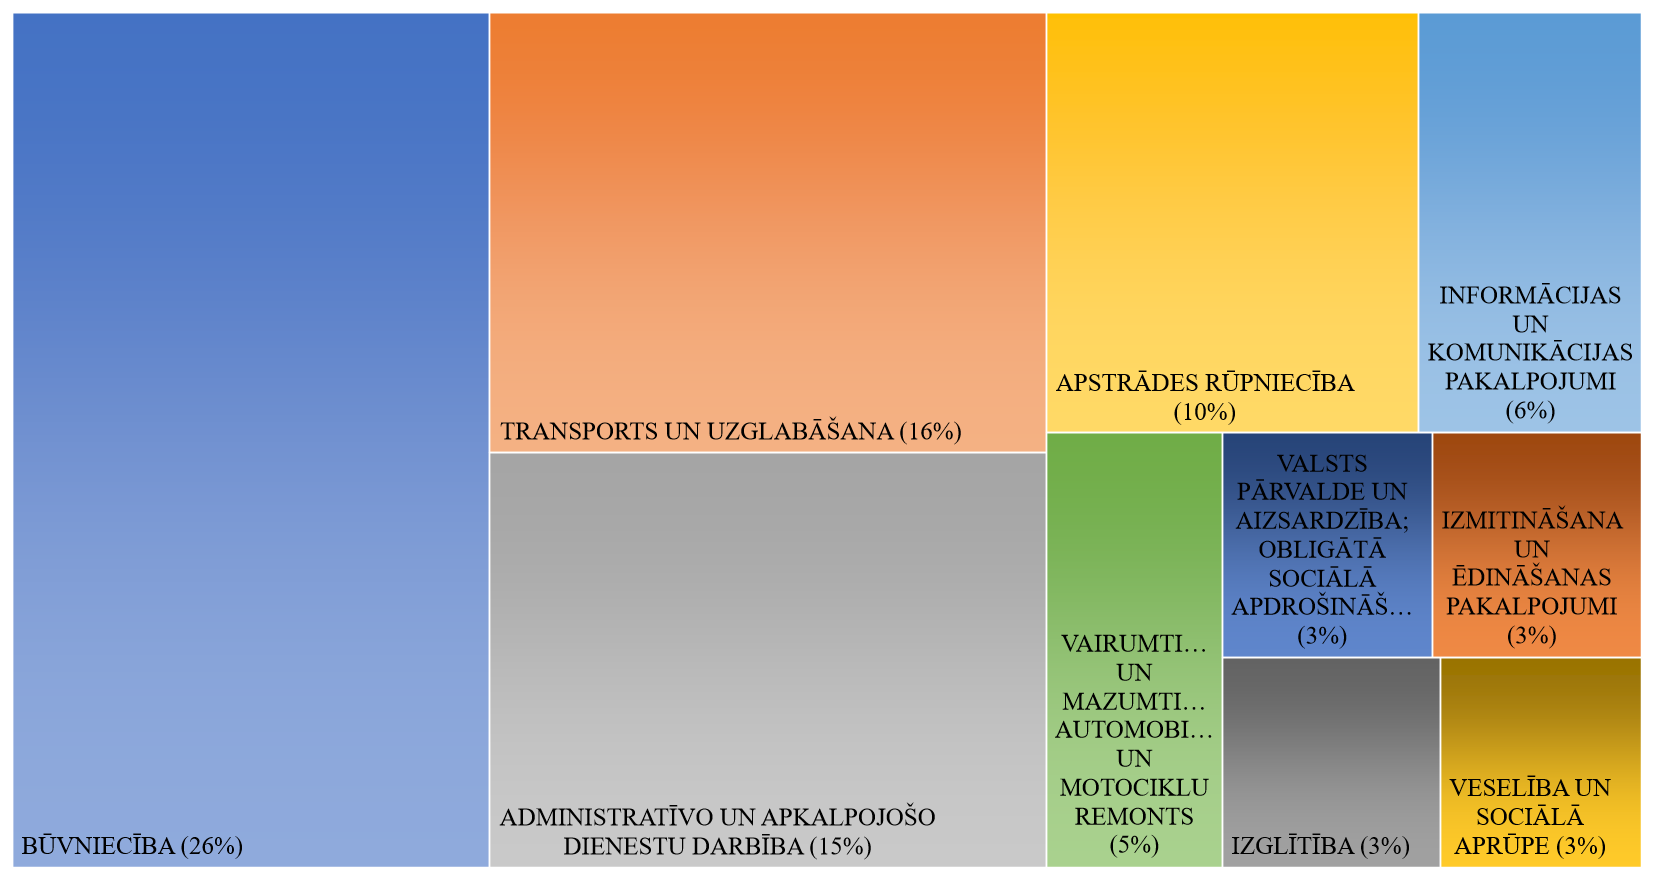 BŪVNIECĪBA (26%)
TRANSPORTS UN UZGLABĀŠANA (16%)
ADMINISTRATĪVO UN APKALPOJOŠO
DIENESTU DARBĪBA (15%)
APSTRĀDES RŪPNIECĪBA
(10%)
INFORMĀCIJAS
UN
KOMUNIKĀCIJAS
PAKALPOJUMI
(6%)
VAIRUMTI…
UN
MAZUMTI…
AUTOMOBI…
UN
MOTOCIKLU
REMONTS
(5%)
VALSTS
PĀRVALDE UN
AIZSARDZĪBA;
OBLIGĀTĀ
SOCIĀLĀ
APDROŠINĀŠ…
(3%)
IZMITINĀŠANA
UN
ĒDINĀŠANAS
PAKALPOJUMI
(3%)
IZGLĪTĪBA (3%)
VESELĪBA UN
SOCIĀLĀ
APRŪPE (3%)